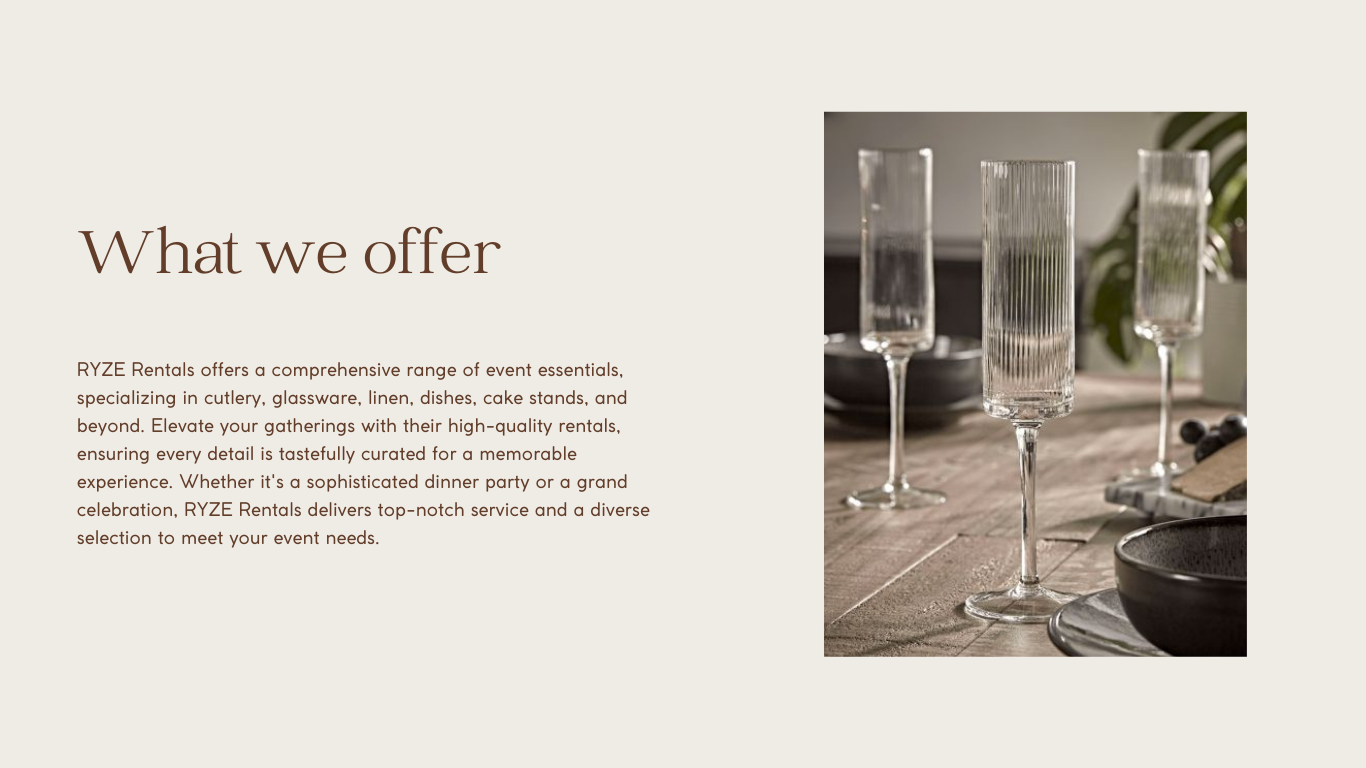 What we offer
RYZE Rentals offers a comprehensive range of event essentials,
specializing in cutlery, glassware, linen, dishes, cake stands, and
beyond. Elevate your gatherings with their high-quality rentals,
ensuring every detail is tastefully curated for a memorable
experience. Whether it's a sophisticated dinner party or a grand
celebration, RYZE Rentals delivers top-notch service and a diverse
selection to meet your event needs.